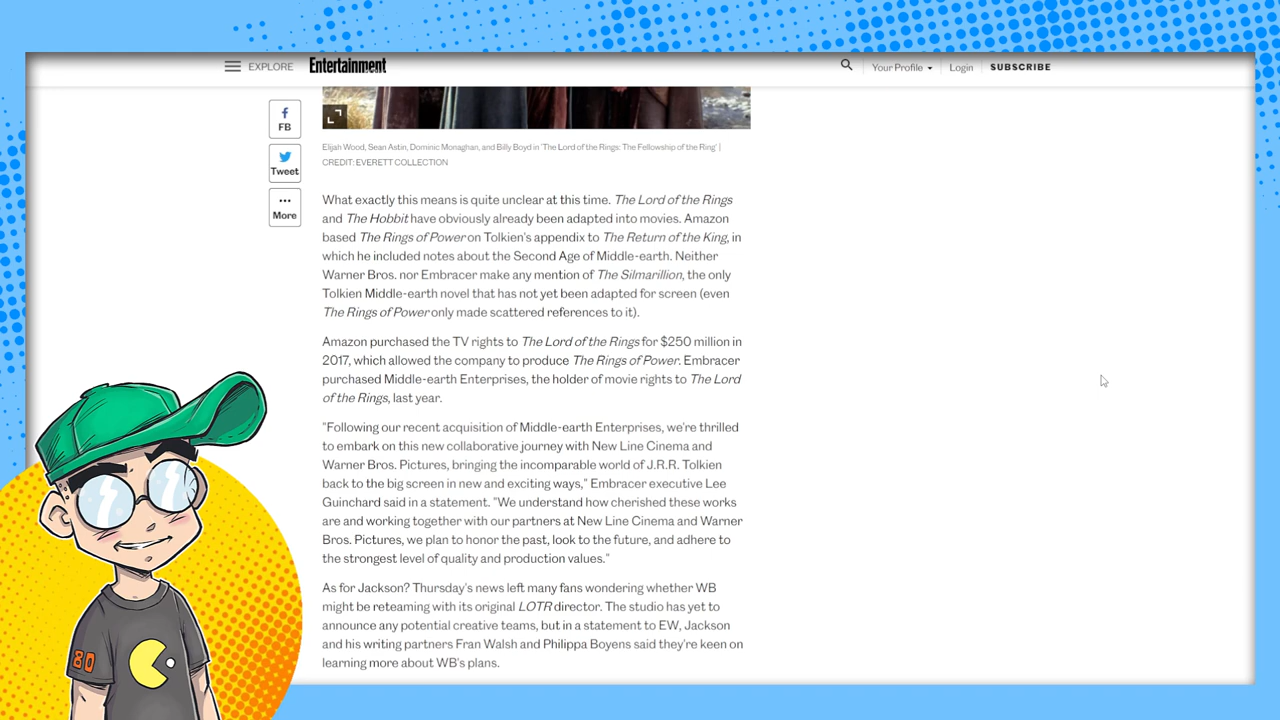 EXPLORE
Entertainment
Your Profile
Login
SUBSCRIBE
FB
Tweet
More
Elijah Wood, Sean Astin, Dominic Monaghan, and Billy Boyd in 'The Lord of the Rings: The Fellowship of the Ring' |
CREDIT: EVERETT COLLECTION
What exactly this means is quite unclear at this time. The Lord of the Rings
and The Hobbit have obviously already been adapted into movies. Amazon
based The Rings of Power on Tolkien's appendix to The Return of the King, in
which he included notes about the Second Age of Middle-earth. Neither
Warner Bros. nor Embracer make any mention of The Silmarillion, the only
Tolkien Middle-earth novel that has not yet been adapted for screen (even
The Rings of Power only made scattered references to it).
Amazon purchased the TV rights to The Lord of the Rings for $250 million in
2017, which allowed the company to produce The Rings of Power. Embracer
purchased Middle-earth Enterprises, the holder of movie rights to The Lord
of the Rings, last year.
"Following our recent acquisition of Middle-earth Enterprises, we're thrilled
to embark on this new collaborative journey with New Line Cinema and
Warner Bros. Pictures, bringing the incomparable world of J.R.R. Tolkien
back to the big screen in new and exciting ways," Embracer executive Lee
Guinchard said in a statement. "We understand how cherished these works
are and working together with our partners at New Line Cinema and Warner
Bros. Pictures, we plan to honor the past, look to the future, and adhere to
the strongest level of quality and production values."
As for Jackson? Thursday's news left many fans wondering whether WB
might be reteaming with its original LOTR director. The studio has yet to
announce any potential creative teams, but in a statement to EW, Jackson
and his writing partners Fran Walsh and Philippa Boyens said they're keen on
learning more about WB's plans.
80